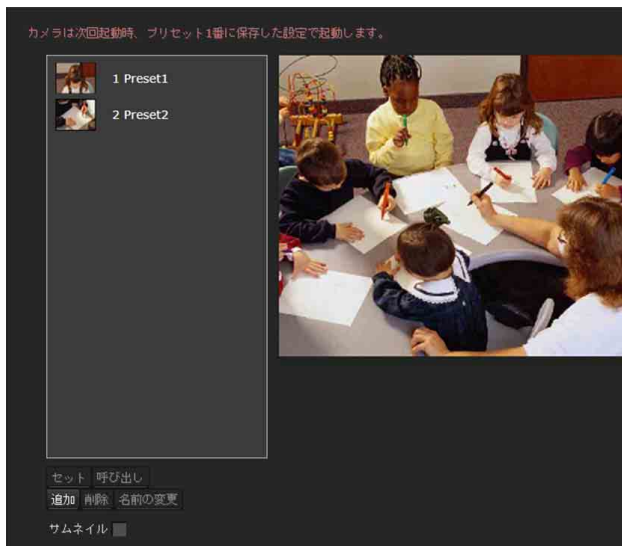 カメラは次回起動時、プリセット1番に保存した設定で起動します。
1 Preset1
2 Preset2
セット 呼び出し
追加 削除 名前の変更
サムネイル